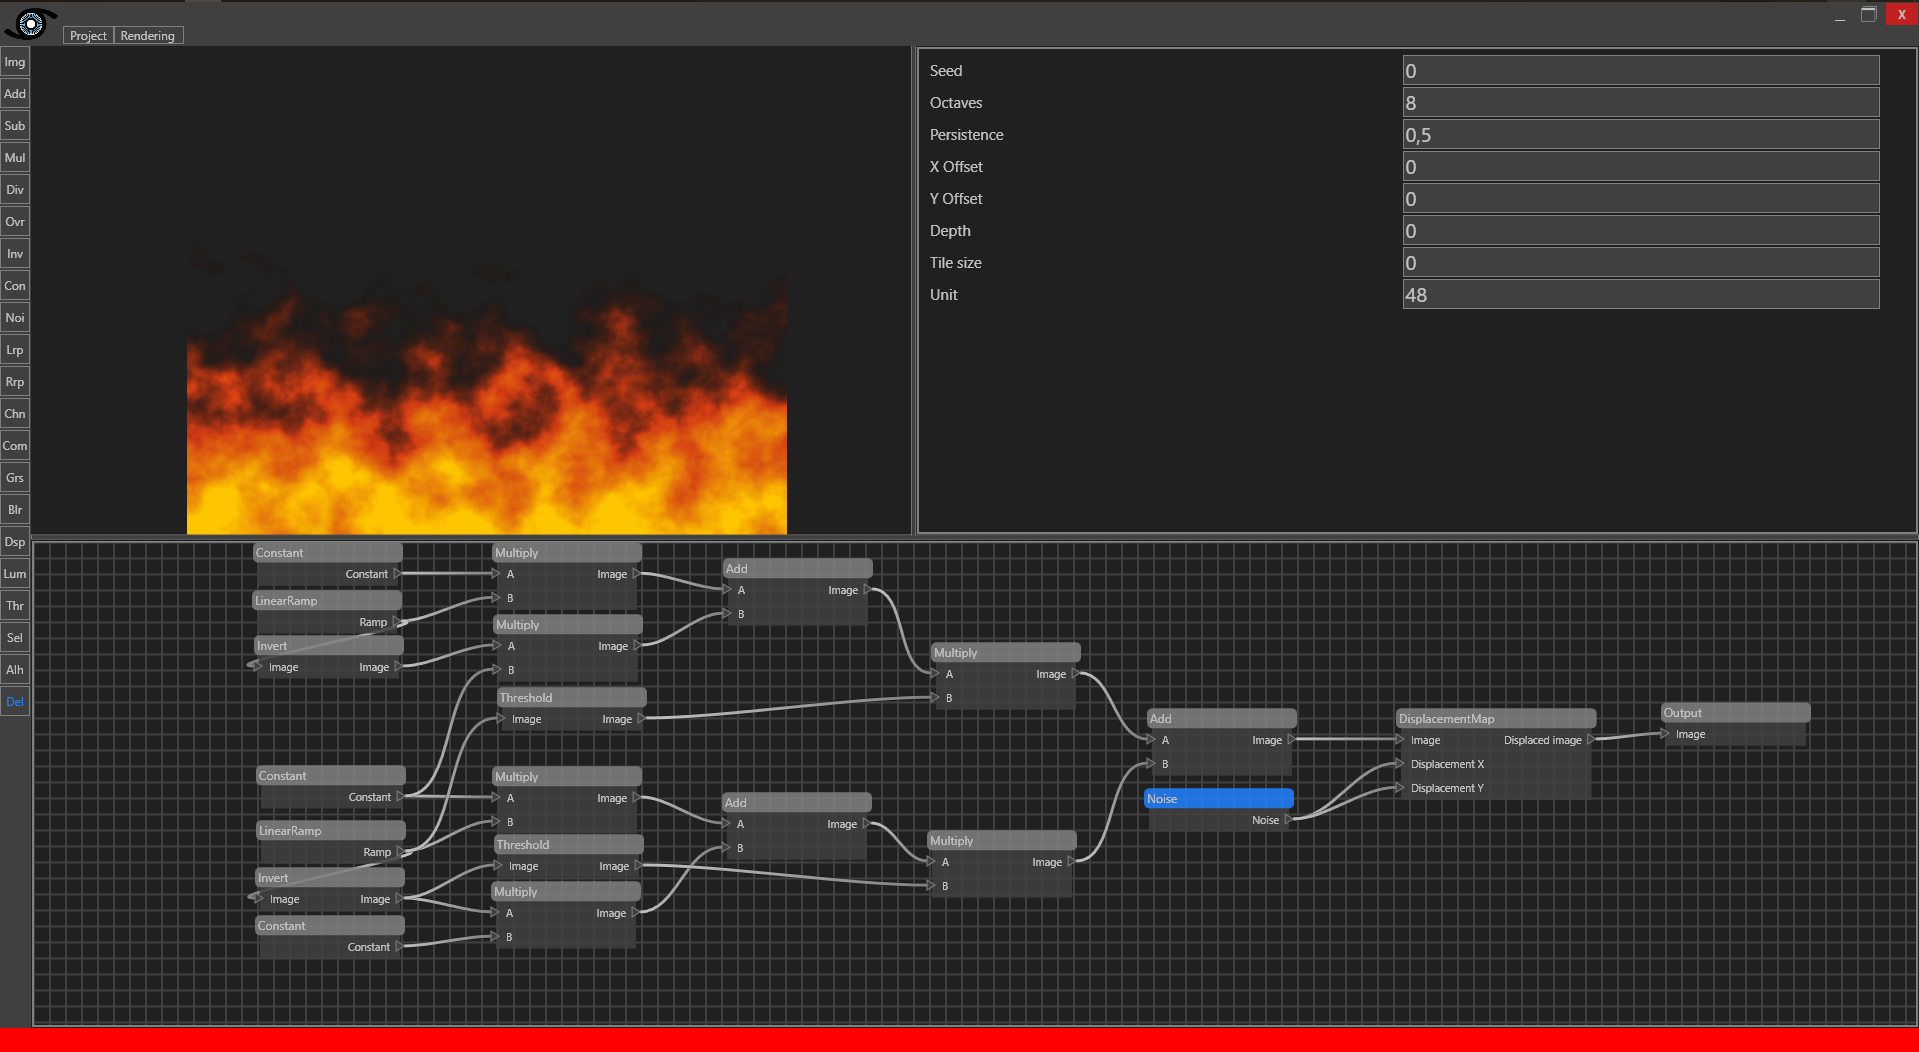 Project Rendering
X
Img
Add
Sub
Mul
Div
Ovr
Inv
Con
Noi
Lrp
Rrp
Chn
Com
Grs
Blr
Dsp
Lum
Thr
Sel
Alh
Del
Seed 0
Octaves 8
Persistence 0,5
X Offset 0
Y Offset 0
Depth 0
Tile size 0
Unit 48
Constant
Constant
LinearRamp
Ramp
Invert
Image Image
Constant
Constant
LinearRamp
Ramp
Invert
Image Image
Constant
Constant
Multiply
A Image
B
Multiply
A Image
B
Threshold
Image Image
Multiply
A Image
B
Threshold
Image Image
Multiply
A Image
B
Add
A Image
B
Add
A Image
B
Multiply
A Image
B
Multiply
A Image
B
Add
A Image
B
Noise
Noise
DisplacementMap
Image Displaced image
Displacement X
Displacement Y
Output
Image